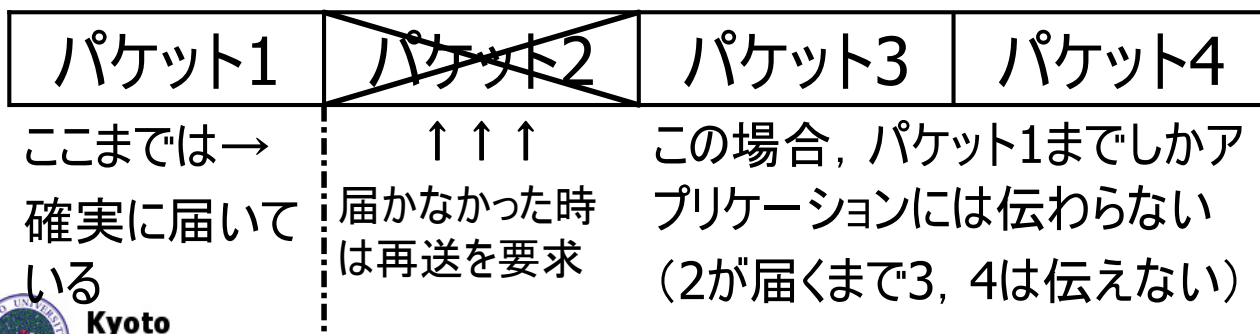 パケット1 パケット2 パケット3 パケット4
ここまでは→
確実に届いて
いる
↑ ↑ ↑
届かなかった時
は再送を要求
この場合，パケット1までしかア
プリケーションには伝わらない
（2が届くまで3，4は伝えない）
Kyoto